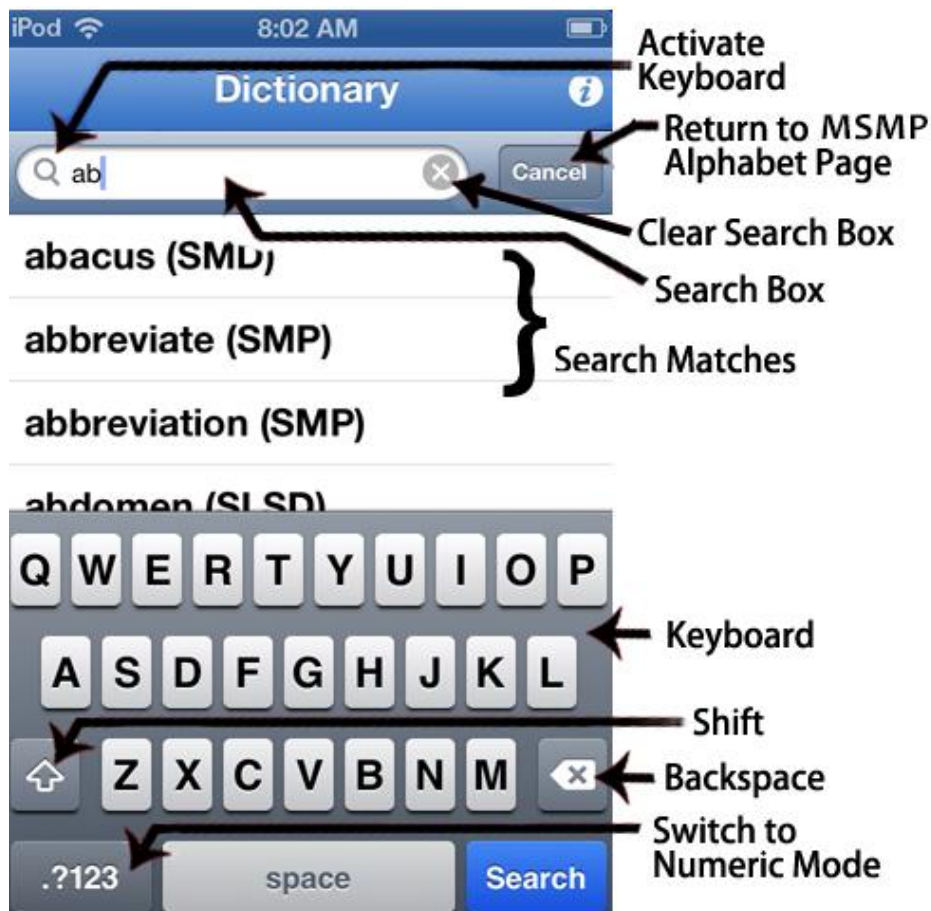 iPod 8:02 AM
Activate
Keyboard
Dictionary
Return to MSMP
Alphabet Page
ab
Cancel
Clear Search Box
abacus (SMD)
Search Box
abbreviate (SMP)
Search Matches
abbreviation (SMP)
abdomen (SLSD)
Q W E R T Y U I O P
Keyboard
A S D F G H J K L
Shift
Z X C V B N M
Backspace
Switch to
Numeric Mode
.?123 space Search